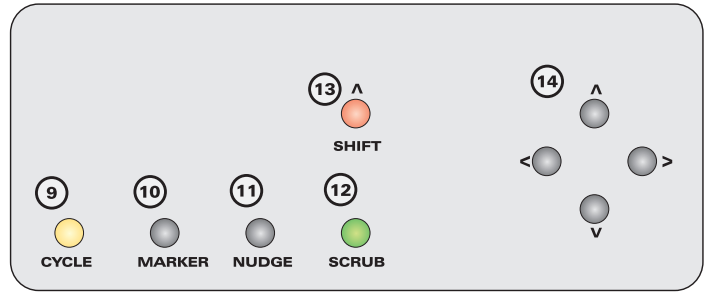 13 ^ 14 ^
SHIFT
< >
9 10 11 12
v
CYCLE MARKER NUDGE SCRUB